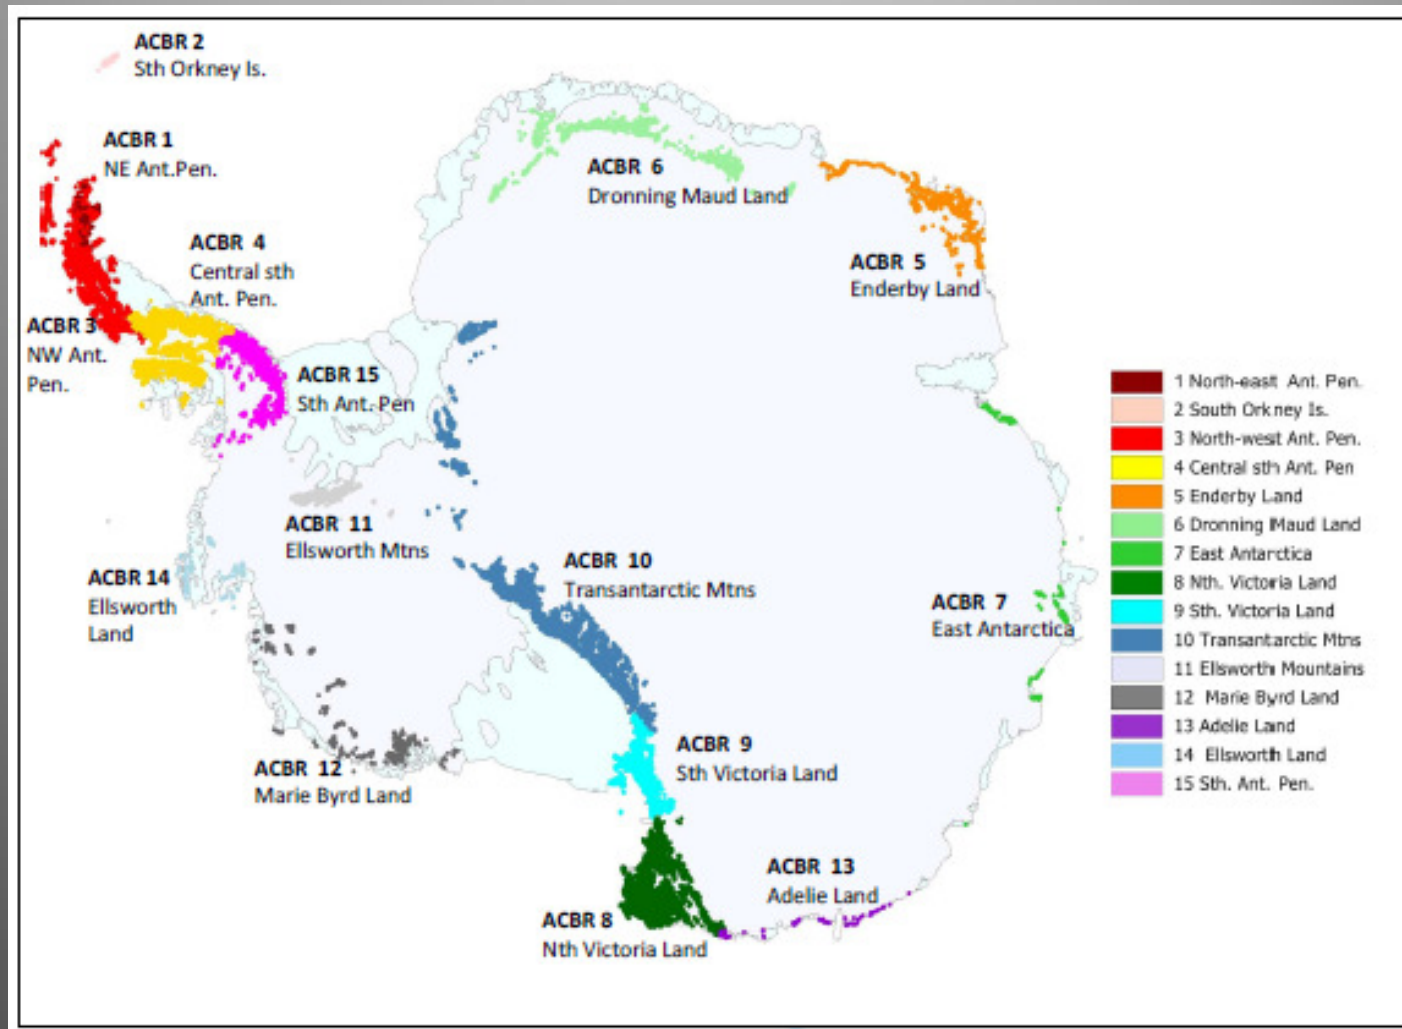 ACBR 2
Sth Orkney Is.
ACBR 1
NE Ant.Pen.
ACBR 6
Dronning Maud Land
ACBR 4
Central sth
Ant. Pen.
ACBR 5
Enderby Land
ACBR 3
NW Ant.
Pen.
ACBR 15
Sth Ant. Pen
ACBR 11
Ellsworth Mtns
ACBR 10
Transantarctic Mtns
ACBR 14
Ellsworth
Land
ACBR 7
East Antarctica
ACBR 9
Sth Victoria Land
ACBR 12
Marie Byrd Land
ACBR 13
Adelie Land
ACBR 8
Nth Victoria Land
1 North-east Ant. Pen.
2 South Orkney Is.
3 North-west Ant. Pen.
4 Central sth Ant. Pen
5 Enderby Land
6 Dronning Maud Land
7 East Antarctica
8 Nth. Victoria Land
9 Sth. Victoria Land
10 Transantarctic Mtns
11 Ellsworth Mountains
12 Marie Byrd Land
13 Adelie Land
14 Ellsworth Land
15 Sth. Ant. Pen.